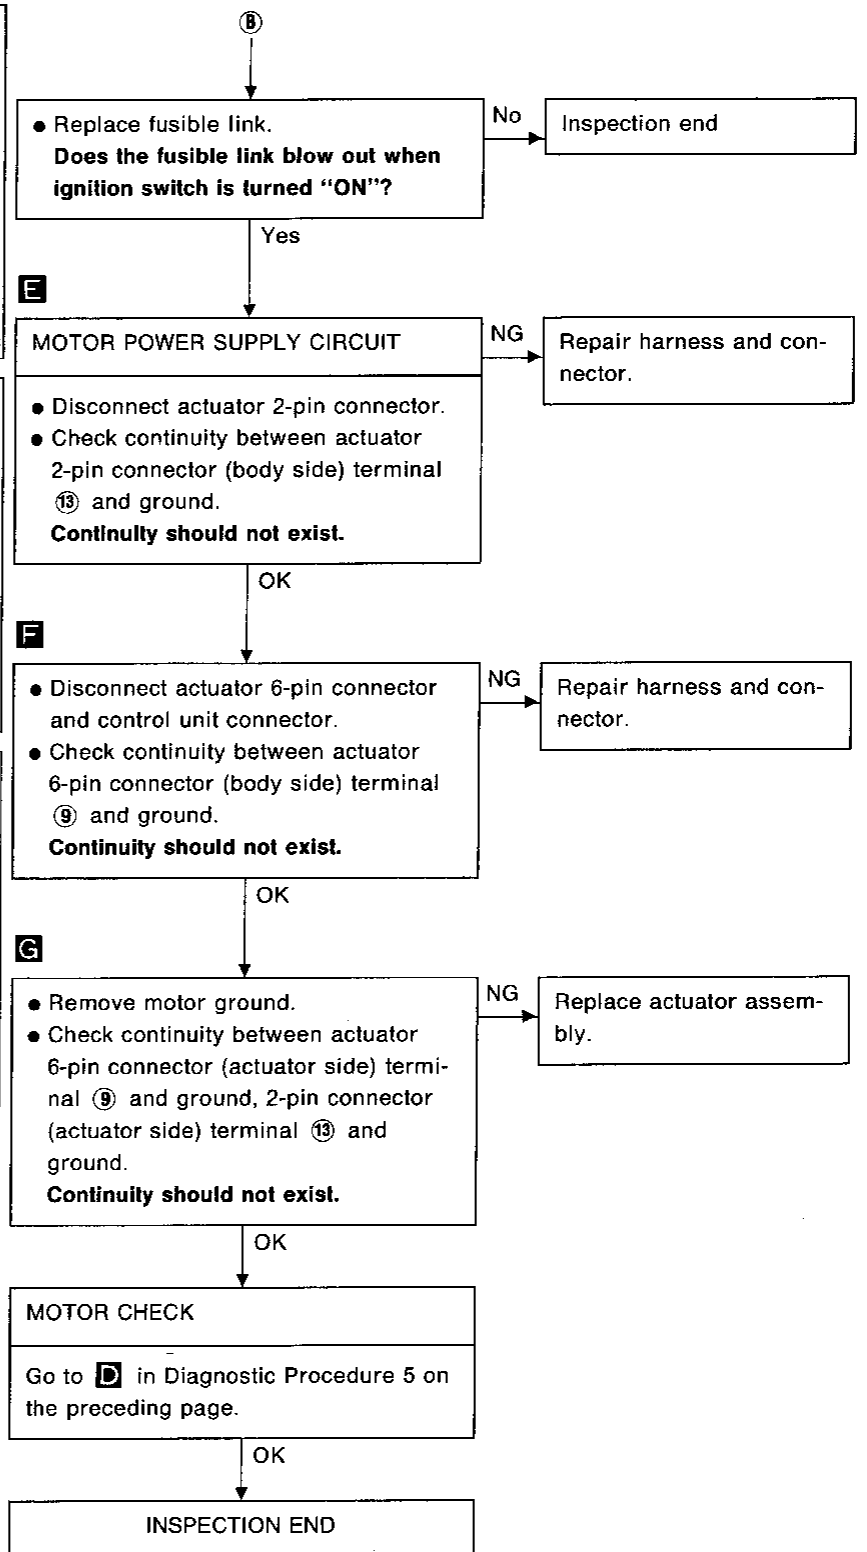 Ⓑ
● Replace fusible link.
Does the fusible link blow out when
ignition switch is turned "ON"?
No
Inspection end
Yes
E
MOTOR POWER SUPPLY CIRCUIT
● Disconnect actuator 2-pin connector.
● Check continuity between actuator
2-pin connector (body side) terminal
⑬ and ground.
Continuity should not exist.
NG
Repair harness and con-
nector.
OK
F
● Disconnect actuator 6-pin connector
and control unit connector.
● Check continuity between actuator
6-pin connector (body side) terminal
⑨ and ground.
Continuity should not exist.
NG
Repair harness and con-
nector.
OK
G
● Remove motor ground.
● Check continuity between actuator
6-pin connector (actuator side) termi-
nal ⑨ and ground, 2-pin connector
(actuator side) terminal ⑬ and
ground.
Continuity should not exist.
NG
Replace actuator assem-
bly.
OK
MOTOR CHECK
Go to D in Diagnostic Procedure 5 on
the preceding page.
OK
INSPECTION END